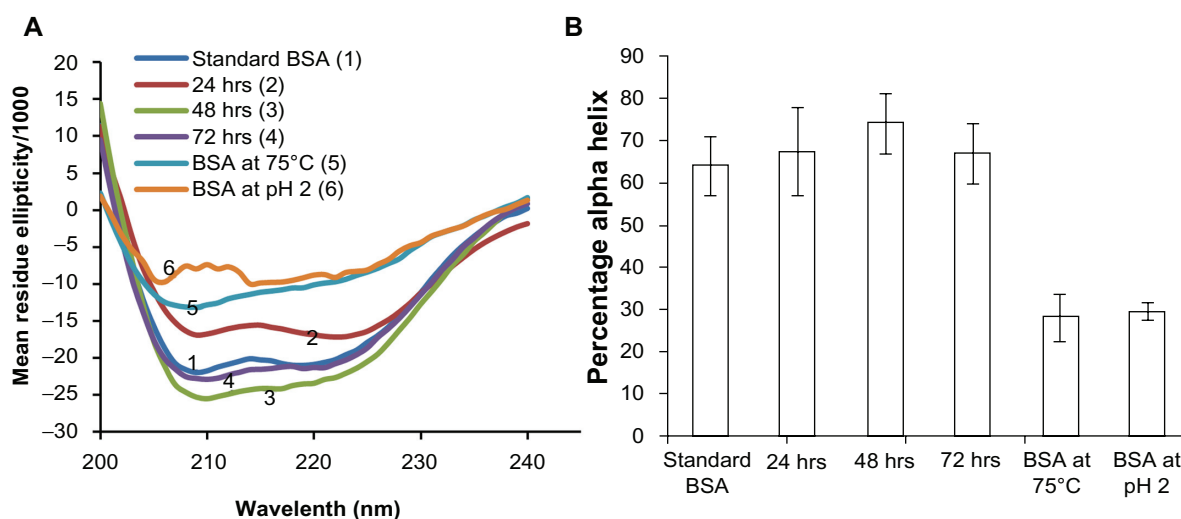 A
Standard BSA (1)
24 hrs (2)
48 hrs (3)
72 hrs (4)
BSA at 75°C (5)
BSA at pH 2 (6)
Mean residue ellipticity/1000
20
15
10
5
0
–5
–10
–15
–20
–25
–30
6
5
2
1
4
3
200 210 220 230 240
Wavelenth (nm)
B
Percentage alpha helix
90
80
70
60
50
40
30
20
10
0
Standard BSA 24 hrs 48 hrs 72 hrs BSA at 75°C BSA at pH 2